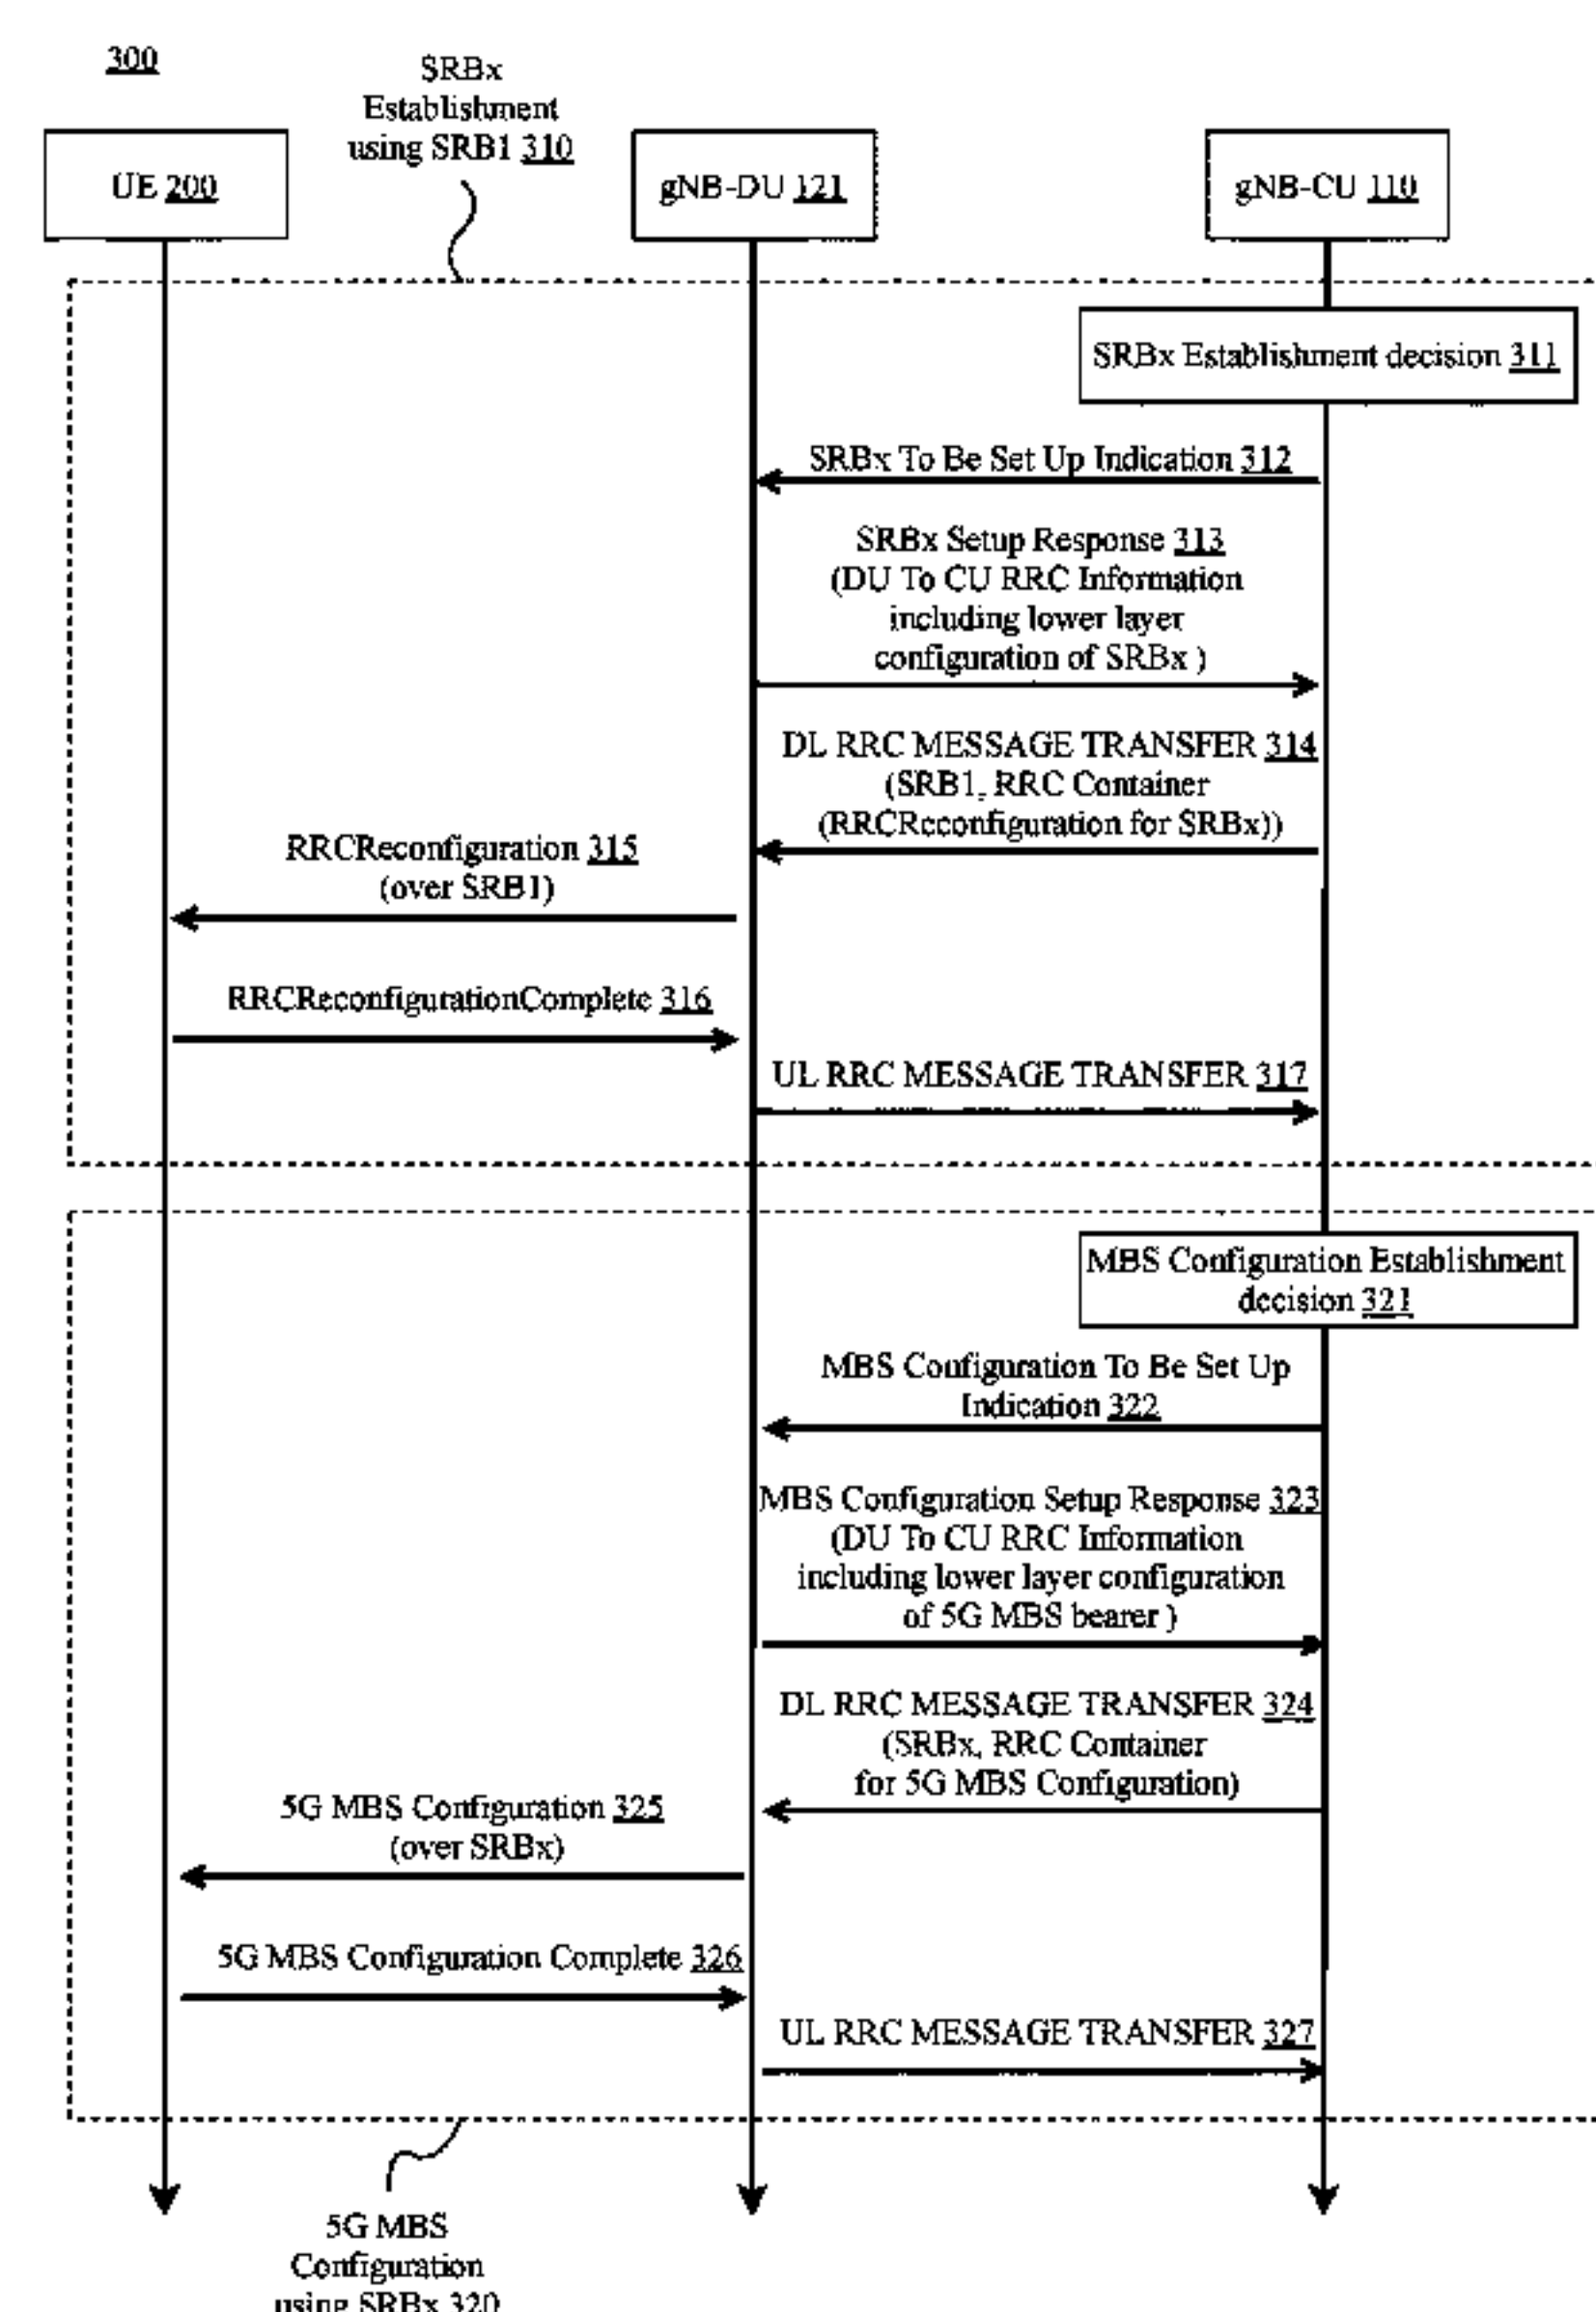 300
SRBx
Establishment
using SRB1 310
UE 200
gNB-DU 121
gNB-CU 110
SRBx Establishment decision 311
SRBx To Be Set Up Indication 312
SRBx Setup Response 313
(DU To CU RRC Information
including lower layer
configuration of SRBx )
DL RRC MESSAGE TRANSFER 314
(SRB1, RRC Container
(RRCReconfiguration for SRBx))
RRCReconfiguration 315
(over SRB1)
RRCReconfigurationComplete 316
UL RRC MESSAGE TRANSFER 317
MBS Configuration Establishment
decision 321
MBS Configuration To Be Set Up
Indication 322
MBS Configuration Setup Response 323
(DU To CU RRC Information
including lower layer configuration
of 5G MBS bearer )
DL RRC MESSAGE TRANSFER 324
(SRBx, RRC Container
for 5G MBS Configuration)
5G MBS Configuration 325
(over SRBx)
5G MBS Configuration Complete 326
UL RRC MESSAGE TRANSFER 327
5G MBS
Configuration
using SRBx 320